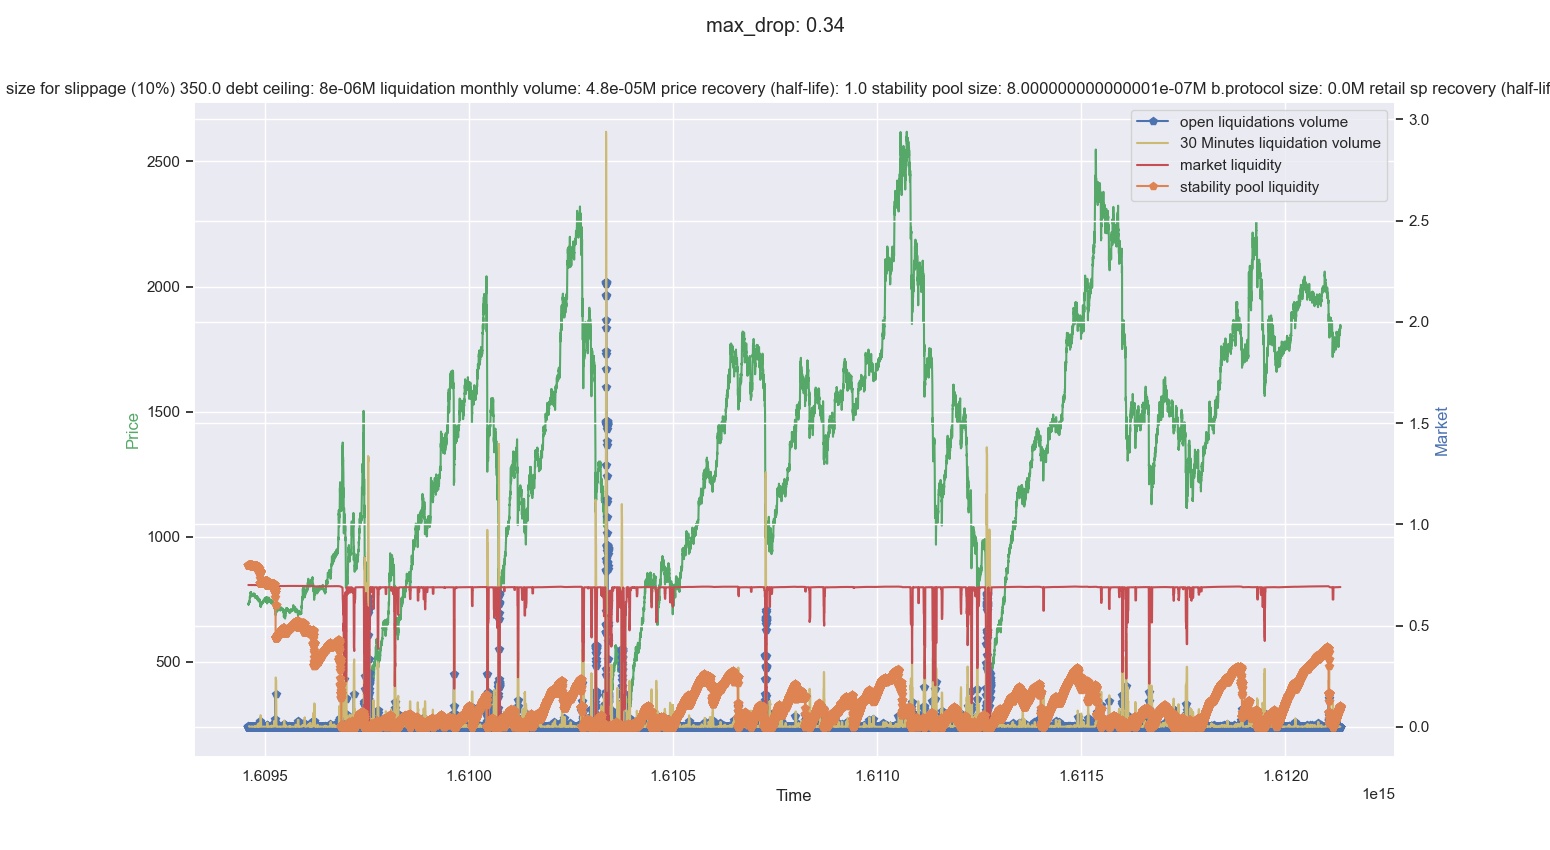 max_drop: 0.34
size for slippage (10%) 350.0 debt ceiling: 8e-06M liquidation monthly volume: 4.8e-05M price recovery (half-life): 1.0 stability pool size: 8.000000000000001e-07M b.protocol size: 0.0M retail sp recovery (half-lif
open liquidations volume
30 Minutes liquidation volume
market liquidity
stability pool liquidity
Price
2500
2000
1500
1000
500
Market
3.0
2.5
2.0
1.5
1.0
0.5
0.0
1.6095
1.6100
1.6105
1.6110
1.6115
1.6120
Time
1e15